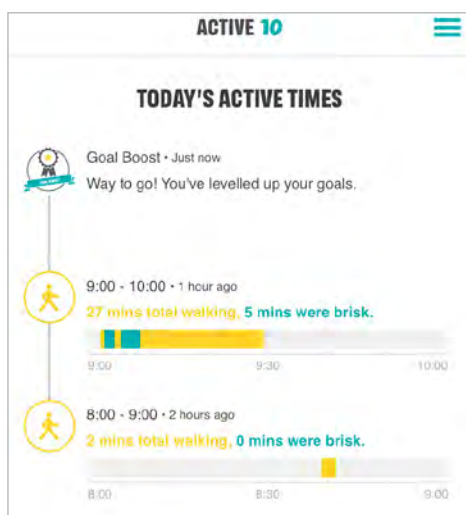 ACTIVE 10
TODAY'S ACTIVE TIMES
Goal Boost • Just now
Way to go! You've levelled up your goals.
9:00 - 10:00 • 1 hour ago
27 mins total walking, 5 mins were brisk.
9:00 9:30 10:00
8:00 - 9:00 • 2 hours ago
2 mins total walking, 0 mins were brisk.
8:00 8:30 9:00